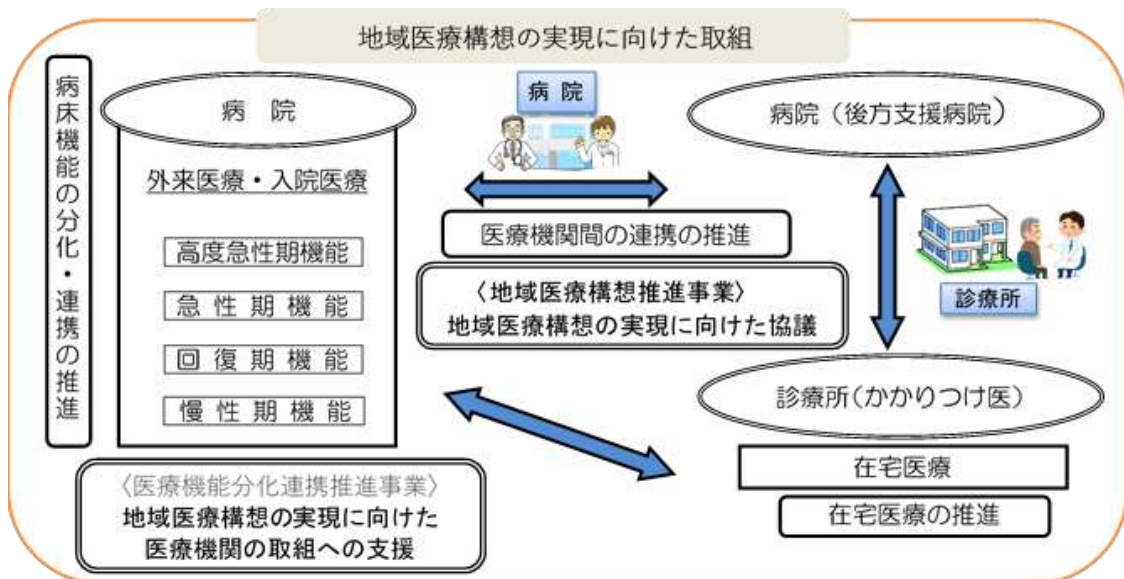 地域医療構想の実現に向けた取組
病床機能の分化・連携の推進
病院
外来医療・入院医療
高度急性期機能
急性期機能
回復期機能
慢性期機能
〈医療機能分化連携推進事業〉
地域医療構想の実現に向けた
医療機関の取組への支援
病院
医療機関間の連携の推進
〈地域医療構想推進事業〉
地域医療構想の実現に向けた協議
病院（後方支援病院）
診療所
診療所(かかりつけ医)
在宅医療
在宅医療の推進